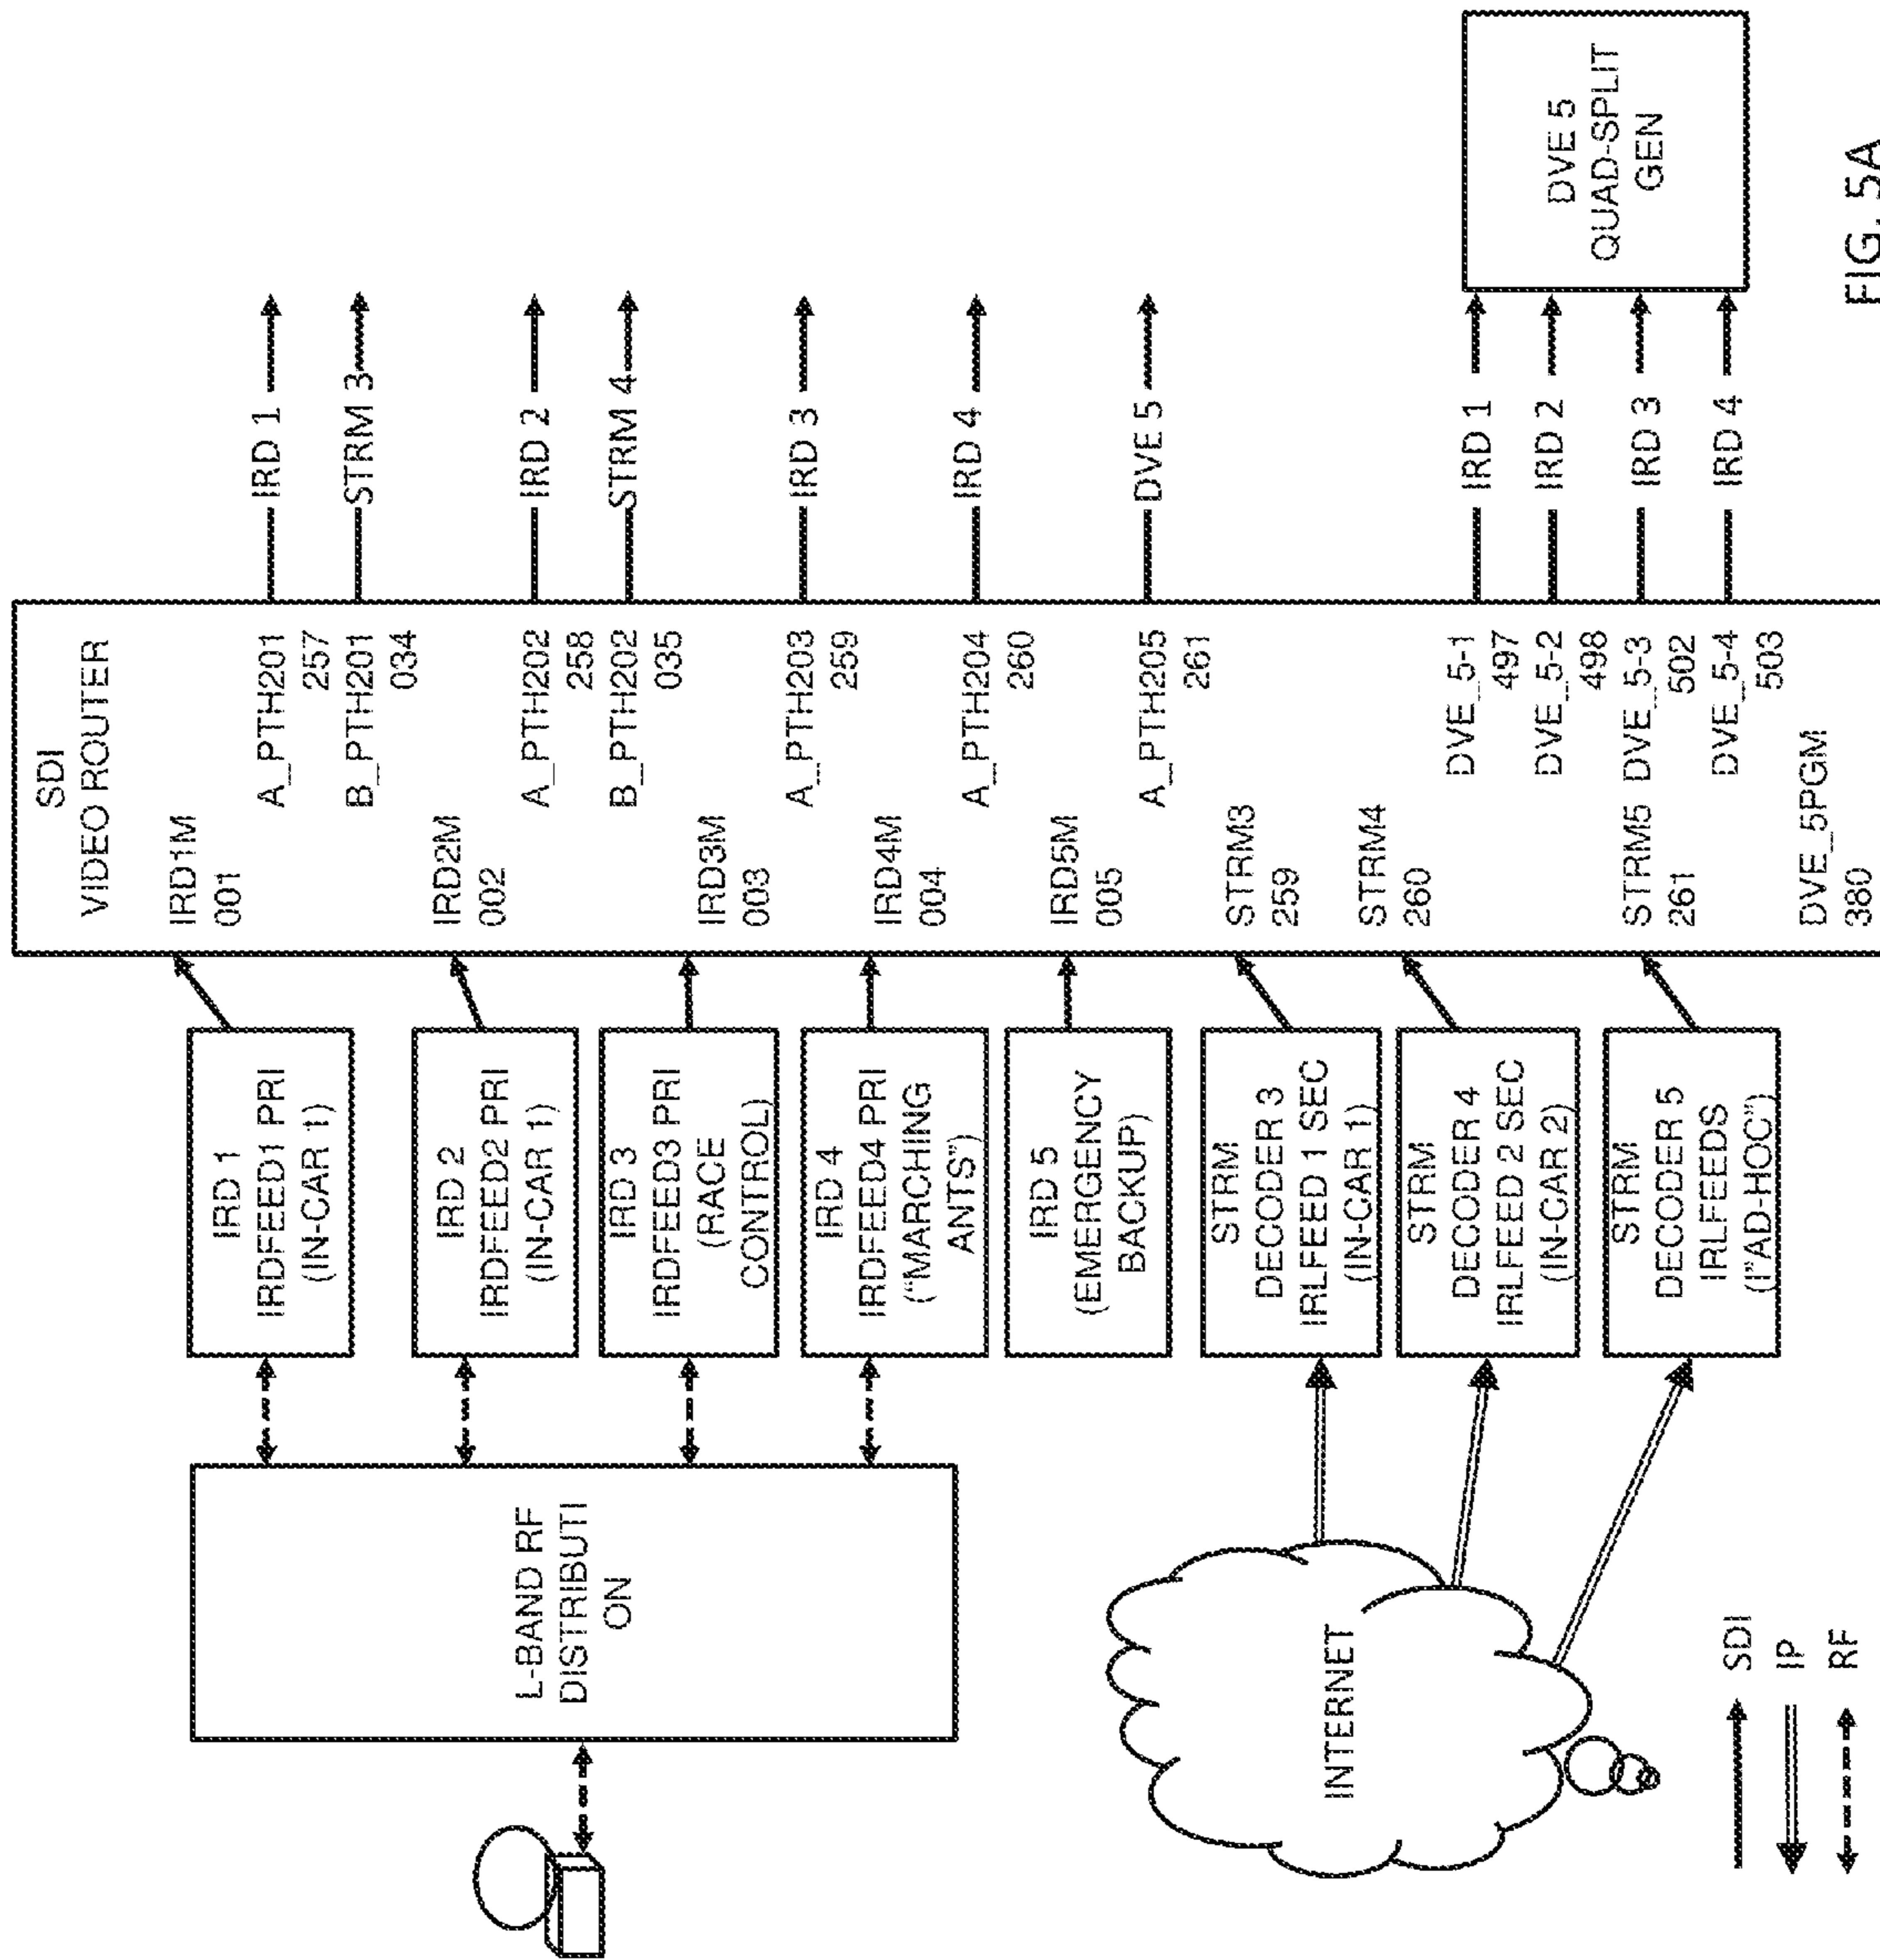 L-BAND RF
DISTRIBUTI
ON
INTERNET
SDI
IP
RF
IRD 1
IRDFEED1 PRI
(IN-CAR 1)
IRD 2
IRDFEED2 PRI
(IN-CAR 1)
IRD 3
IRDFEED3 PRI
(RACE
CONTROL)
IRD 4
IRDFEED4 PRI
("MARCHING
ANTS")
IRD 5
(EMERGENCY
BACKUP)
STRM
DECODER 3
IRLFEED 1 SEC
(IN-CAR 1)
STRM
DECODER 4
IRLFEED 2 SEC
(IN-CAR 2)
STRM
DECODER 5
IRLFEEDS
(I"AD-HOC")
SDI
VIDEO ROUTER
IRD1M
001
IRD2M
002
IRD3M
003
IRD4M
004
IRD5M
005
STRM3
259
STRM4
260
STRM5
261
DVE_5PGM
380
A_PTH201
257
B_PTH201
034
A_PTH202
258
B_PTH202
035
A_PTH203
259
A_PTH204
260
A_PTH205
261
DVE_5-1
497
DVE_5-2
498
DVE_5-3
502
DVE_5-4
503
IRD 1
STRM 3
IRD 2
STRM 4
IRD 3
IRD 4
DVE 5
IRD 1
IRD 2
IRD 3
IRD 4
DVE 5
QUAD-SPLIT
GEN
FIG. 5A